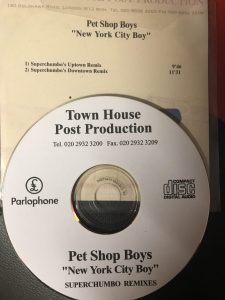 Pet Shop Boys
"New York City Boy"
1) Superchumbo's Uptown Remix 9'46
2) Superchumbo's Downtown Remix 11'31
Town House
Post Production
Tel. 020 2932 3200 Fax. 020 2932 3209
Parlophone
COMPACT
disc
DIGITAL AUDIO
Pet Shop Boys
"New York City Boy"
SUPERCHUMBO REMIXES